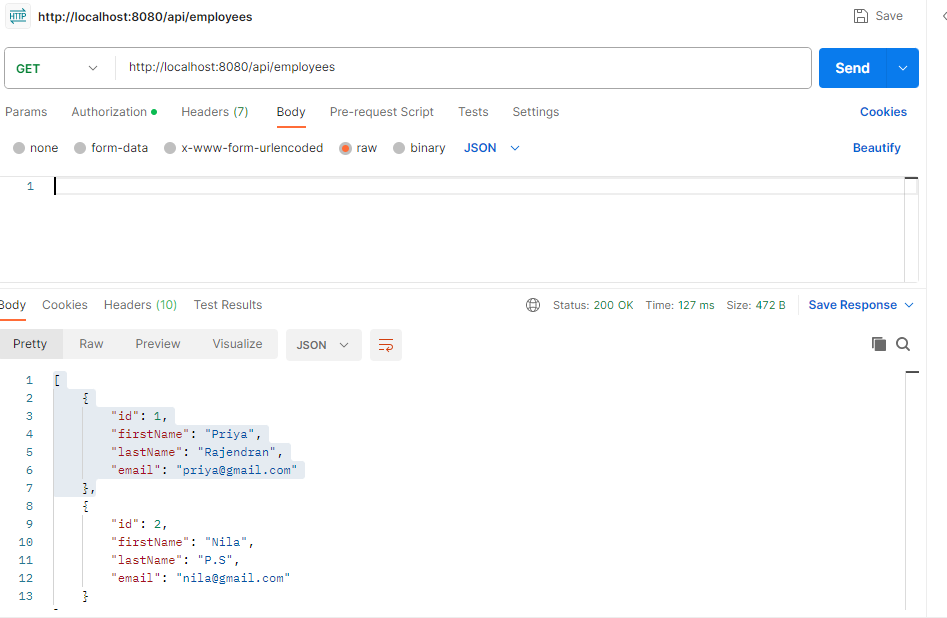 HTTP http://localhost:8080/api/employees Save
GET http://localhost:8080/api/employees Send
Params Authorization Headers (7) Body Pre-request Script Tests Settings Cookies
none form-data x-www-form-urlencoded raw binary JSON Beautify
1
Body Cookies Headers (10) Test Results Status: 200 OK Time: 127 ms Size: 472 B Save Response
Pretty Raw Preview Visualize JSON
1 [
2 {
3 "id": 1,
4 "firstName": "Priya",
5 "lastName": "Rajendran",
6 "email": "priya@gmail.com"
7 },
8 {
9 "id": 2,
10 "firstName": "Nila",
11 "lastName": "P.S",
12 "email": "nila@gmail.com"
13 }